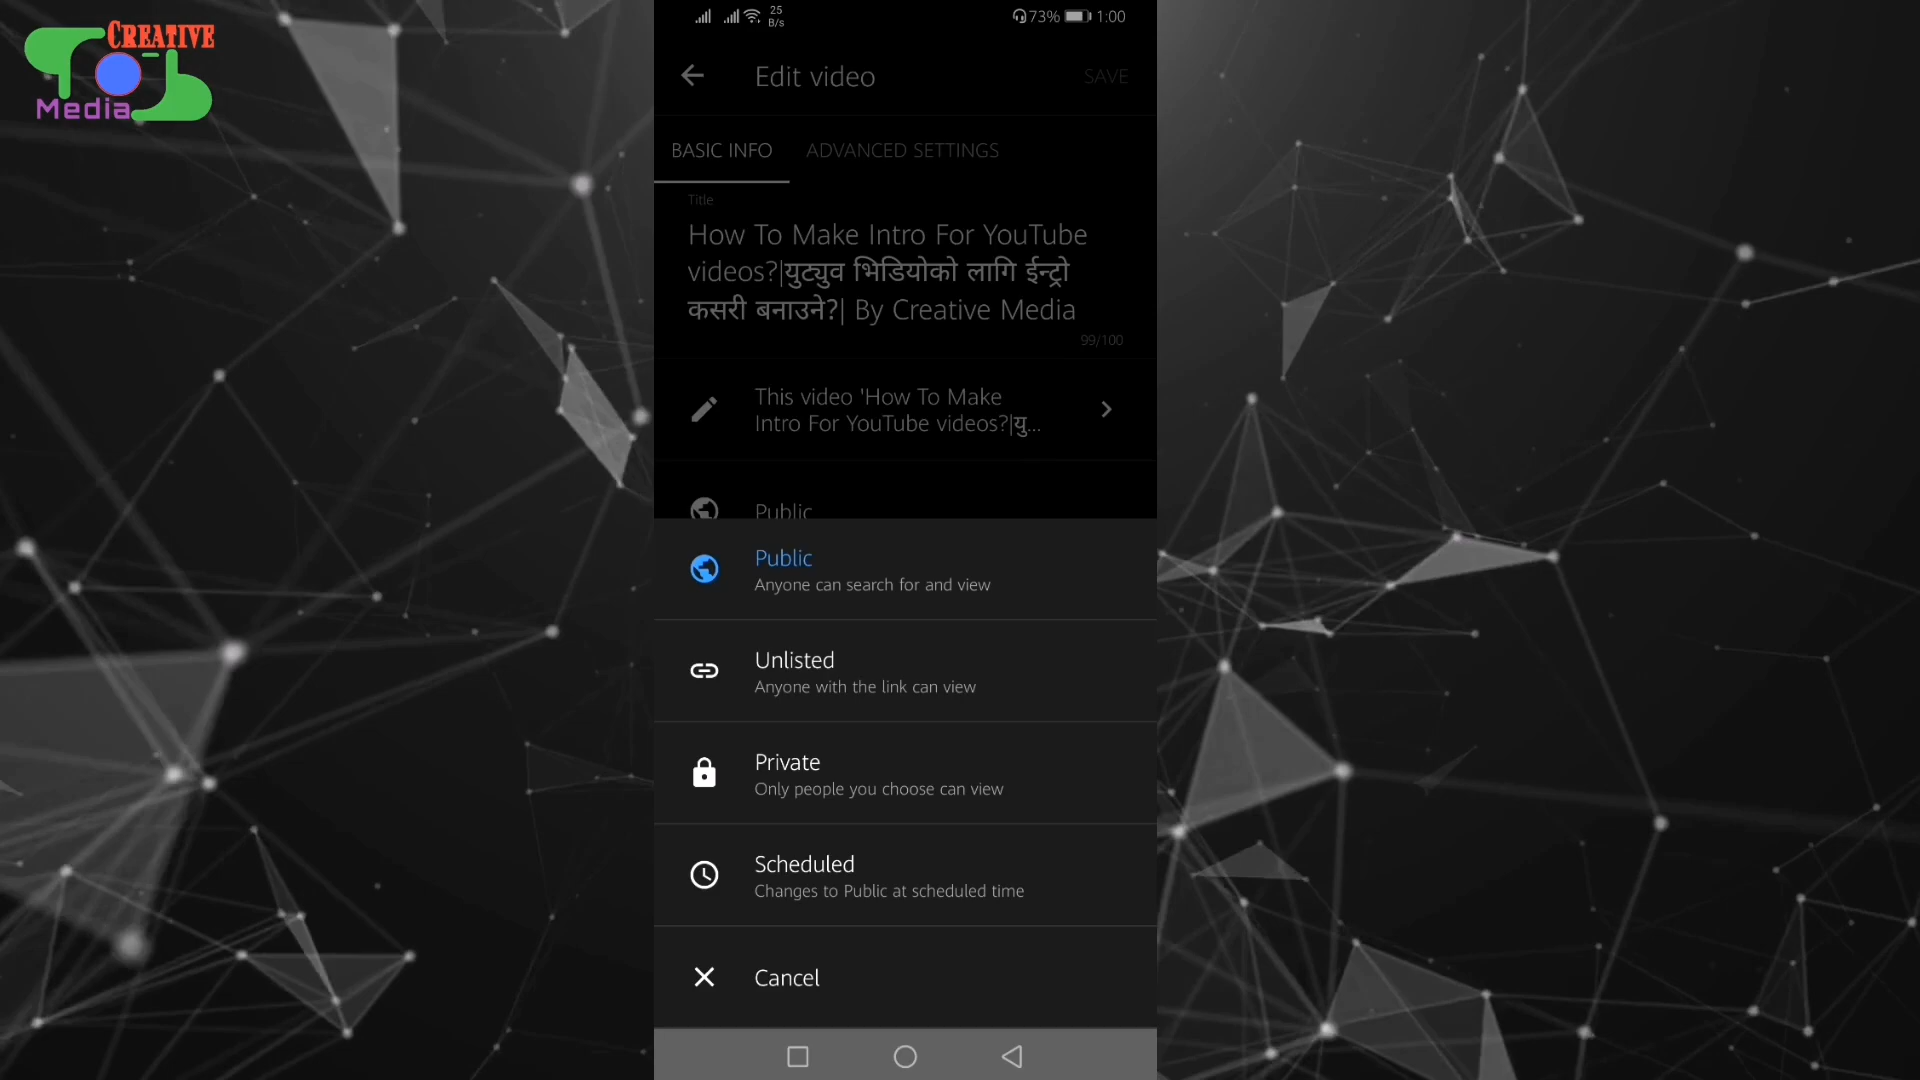 CREATIVE
Media
25
B/s
73%
1:00
Edit video
SAVE
BASIC INFO
ADVANCED SETTINGS
Title
How To Make Intro For YouTube
videos?|युट्युव भिडियोको लागि ईन्ट्रो
कसरी बनाउने?| By Creative Media
99/100
This video 'How To Make
Intro For YouTube videos?|यु...
Public
Public
Anyone can search for and view
Unlisted
Anyone with the link can view
Private
Only people you choose can view
Scheduled
Changes to Public at scheduled time
Cancel